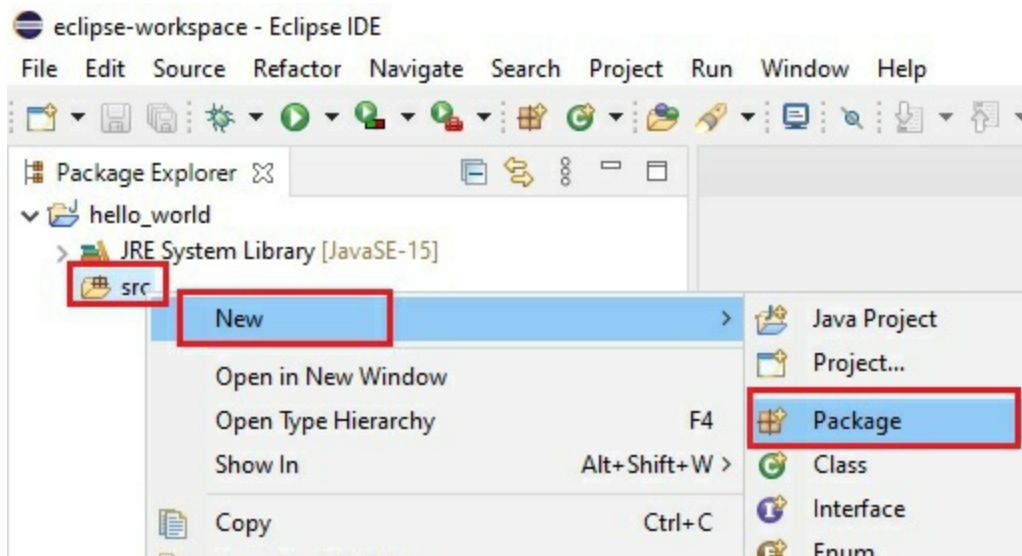 eclipse-workspace - Eclipse IDE
File Edit Source Refactor Navigate Search Project Run Window Help
Package Explorer
hello_world
JRE System Library [JavaSE-15]
src
New > Java Project
Project...
Open in New Window
Open Type Hierarchy F4 Package
Show In Alt+Shift+W > Class
Interface
Copy Ctrl+C
Enum